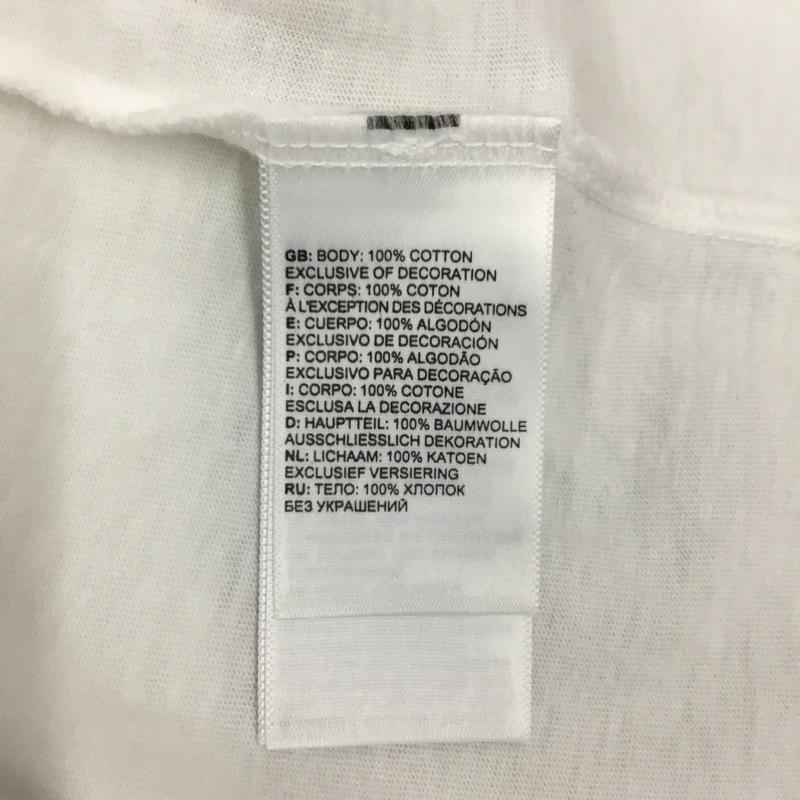 GB: BODY: 100% COTTON
EXCLUSIVE OF DECORATION
F: CORPS: 100% COTON
À L'EXCEPTION DES DÉCORATIONS
E: CUERPO: 100% ALGODÓN
EXCLUSIVO DE DECORACIÓN
P: CORPO: 100% ALGODÃO
EXCLUSIVO PARA DECORAÇÃO
I: CORPO: 100% COTONE
ESCLUSA LA DECORAZIONE
D: HAUPTTEIL: 100% BAUMWOLLE
AUSSCHLIESSLICH DEKORATION
NL: LICHAAM: 100% KATOEN
EXCLUSIEF VERSIERING
RU: ТЕЛО: 100% ХЛОПОК
БЕЗ УКРАШЕНИЙ